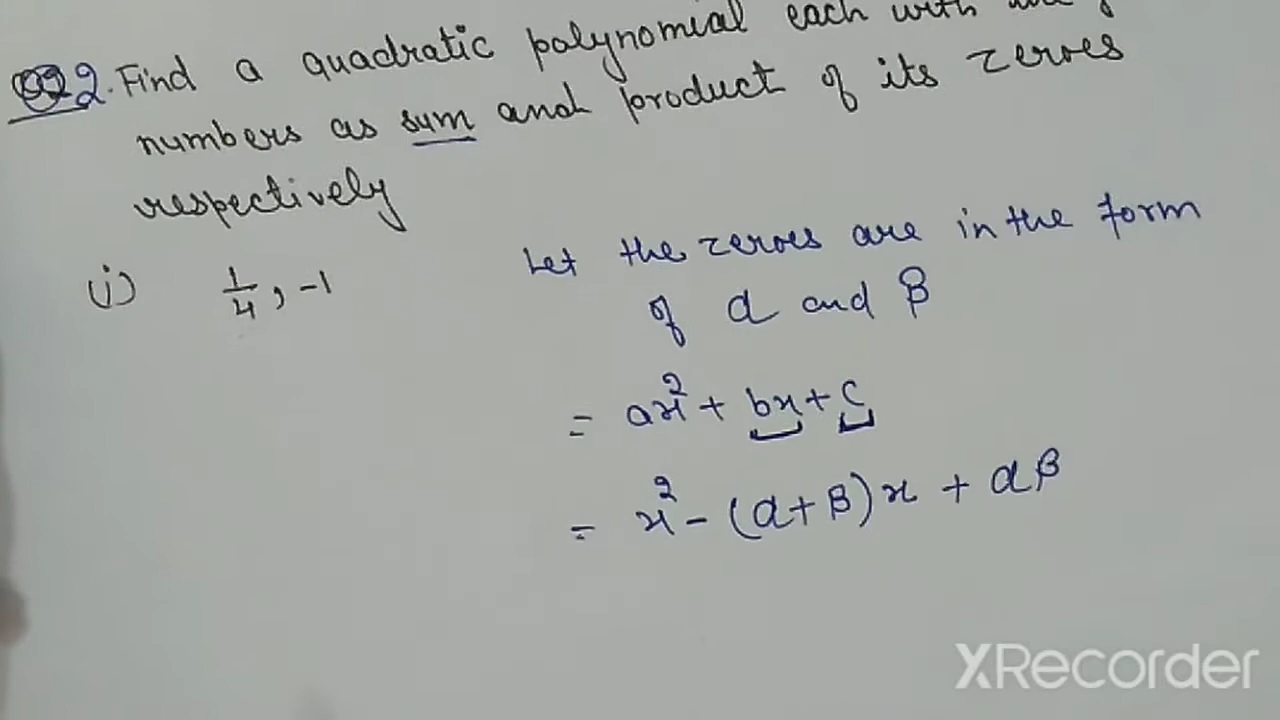 Q2 2. Find a quadratic polynomial each with
numbers as sum and product of its zeroes
respectively
(i) 1/4, -1
Let the zeroes are in the form
of α and β
= ax² + bx + c
= x² - (α+β)x + αβ
XRecorder